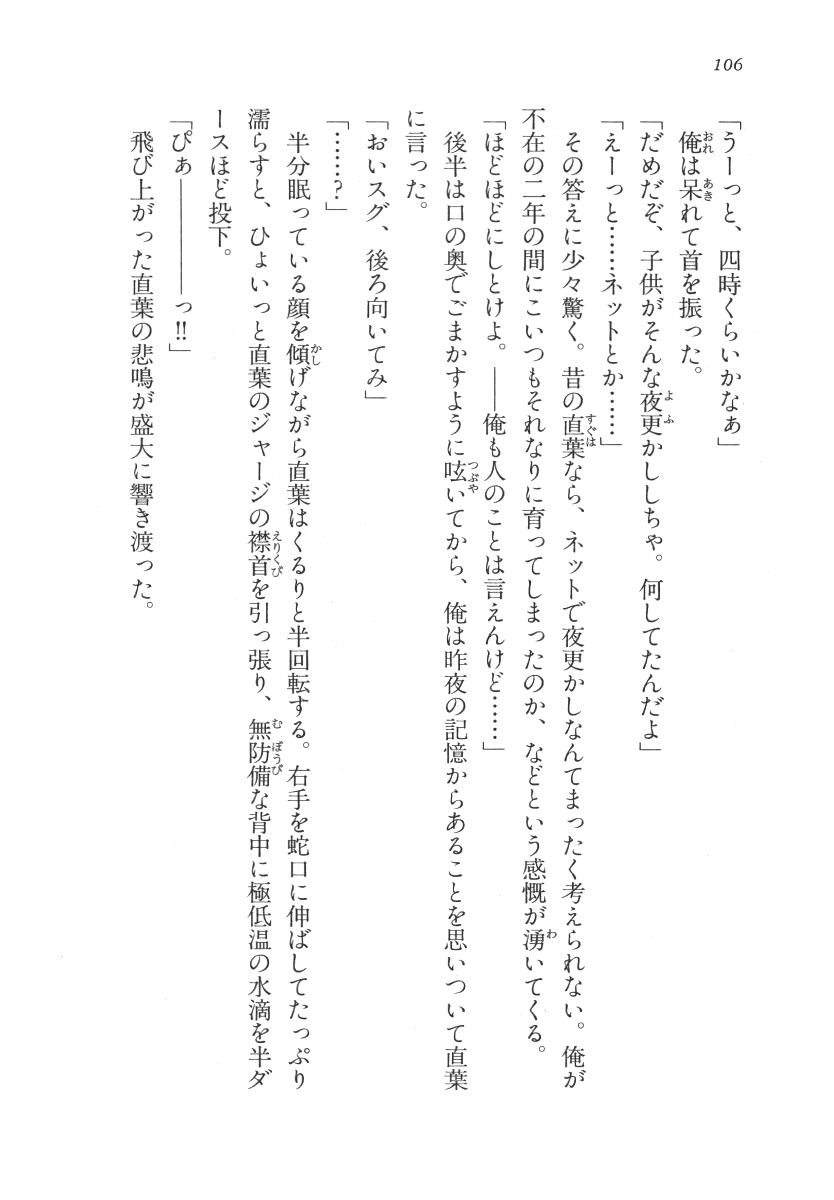 106
「うーっと、四時くらいかなぁ」
俺は呆れて首を振った。
「だめだぞ、子供がそんな夜更かししちゃ。何してたんだよ」
「えーっと……ネットとか……」
その答えに少々驚く。昔の直葉なら、ネットで夜更かしなんてまったく考えられない。俺が
不在の二年の間にこいつもそれなりに育ってしまったのか、などという感慨が湧いてくる。
「ほどほどにしとけよ。――俺も人のことは言えんけど……」
後半は口の奥でごまかすように呟いてから、俺は昨夜の記憶からあることを思いついて直葉
に言った。
「おいスグ、後ろ向いてみ」
「……？」
半分眠っている顔を傾げながら直葉はくるりと半回転する。右手を蛇口に伸ばしてたっぷり
濡らすと、ひょいっと直葉のジャージの襟首を引っ張り、無防備な背中に極低温の水滴を半ダ
ースほど投下。
「ぴぁ――――っ!!」
飛び上がった直葉の悲鳴が盛大に響き渡った。